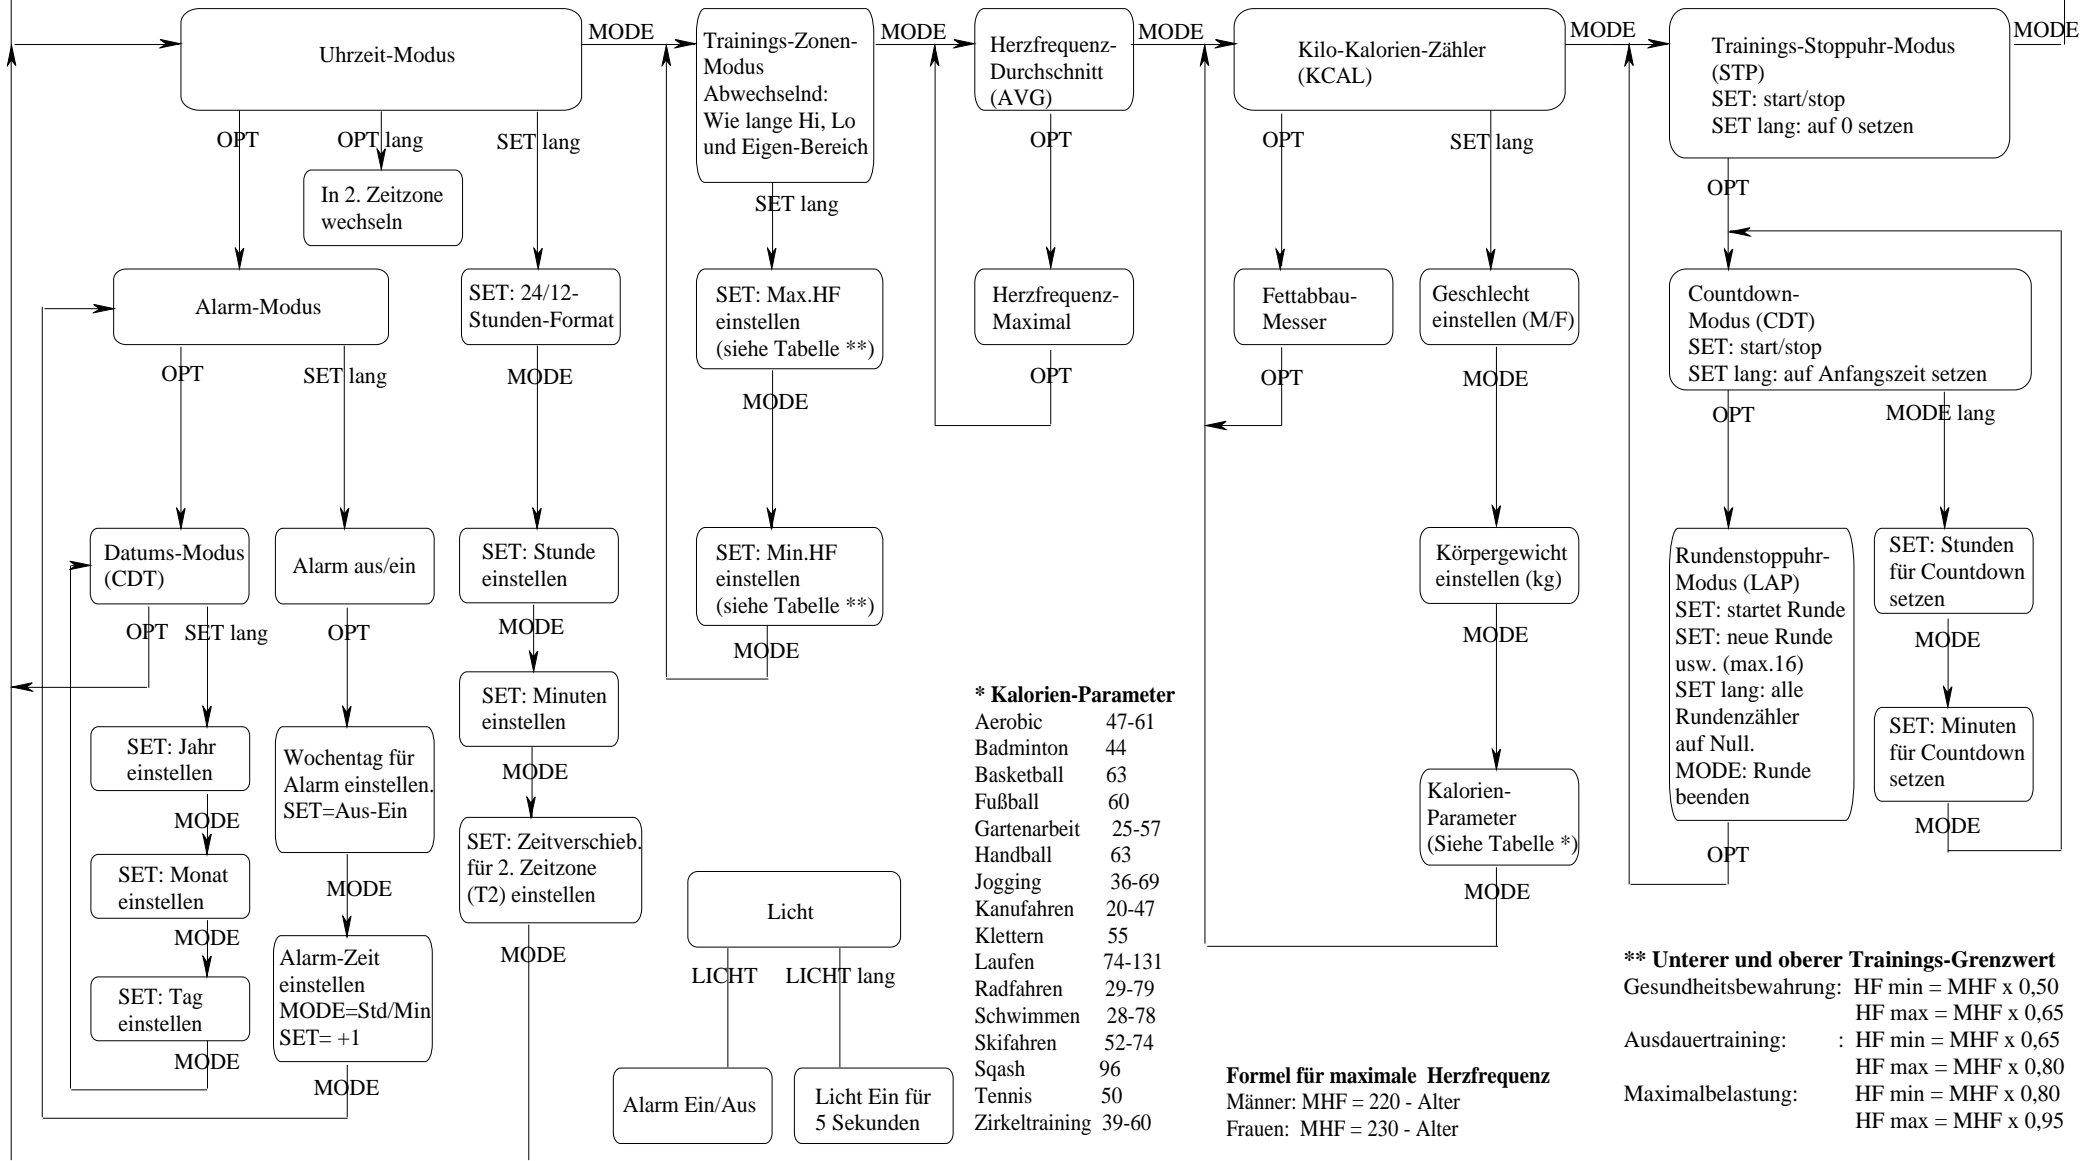 Uhrzeit-Modus
MODE
OPT
OPT lang
SET lang
In 2. Zeitzone
wechseln
Alarm-Modus
OPT
SET lang
Datums-Modus
(CDT)
OPT
SET lang
SET: Jahr
einstellen
MODE
SET: Monat
einstellen
MODE
SET: Tag
einstellen
MODE
Alarm aus/ein
OPT
Wochentag für
Alarm einstellen.
SET=Aus-Ein
MODE
Alarm-Zeit
einstellen
MODE=Std/Min
SET= +1
MODE
SET: 24/12-
Stunden-Format
MODE
SET: Stunde
einstellen
MODE
SET: Minuten
einstellen
MODE
SET: Zeitverschieb.
für 2. Zeitzone
(T2) einstellen
MODE
Trainings-Zonen-
Modus
Abwechselnd:
Wie lange Hi, Lo
und Eigen-Bereich
MODE
SET lang
SET: Max.HF
einstellen
(siehe Tabelle **)
MODE
SET: Min.HF
einstellen
(siehe Tabelle **)
MODE
Licht
LICHT
LICHT lang
Alarm Ein/Aus
Licht Ein für
5 Sekunden
Herzfrequenz-
Durchschnitt
(AVG)
MODE
OPT
Herzfrequenz-
Maximal
OPT
* Kalorien-Parameter
Aerobic 47-61
Badminton 44
Basketball 63
Fußball 60
Gartenarbeit 25-57
Handball 63
Jogging 36-69
Kanufahren 20-47
Klettern 55
Laufen 74-131
Radfahren 29-79
Schwimmen 28-78
Skifahren 52-74
Sqash 96
Tennis 50
Zirkeltraining 39-60
Kilo-Kalorien-Zähler
(KCAL)
MODE
OPT
SET lang
Fettabbau-
Messer
OPT
Geschlecht
einstellen (M/F)
MODE
Körpergewicht
einstellen (kg)
MODE
Kalorien-
Parameter
(Siehe Tabelle *)
MODE
Formel für maximale Herzfrequenz
Männer: MHF = 220 - Alter
Frauen: MHF = 230 - Alter
Trainings-Stoppuhr-Modus
(STP)
SET: start/stop
SET lang: auf 0 setzen
MODE
OPT
Countdown-
Modus (CDT)
SET: start/stop
SET lang: auf Anfangszeit setzen
OPT
MODE lang
Rundenstoppuhr-
Modus (LAP)
SET: startet Runde
SET: neue Runde
usw. (max.16)
SET lang: alle
Rundenzähler
auf Null.
MODE: Runde
beenden
OPT
SET: Stunden
für Countdown
setzen
MODE
SET: Minuten
für Countdown
setzen
MODE
** Unterer und oberer Trainings-Grenzwert
Gesundheitsbewahrung: HF min = MHF x 0,50
HF max = MHF x 0,65
Ausdauertraining: : HF min = MHF x 0,65
HF max = MHF x 0,80
Maximalbelastung: HF min = MHF x 0,80
HF max = MHF x 0,95